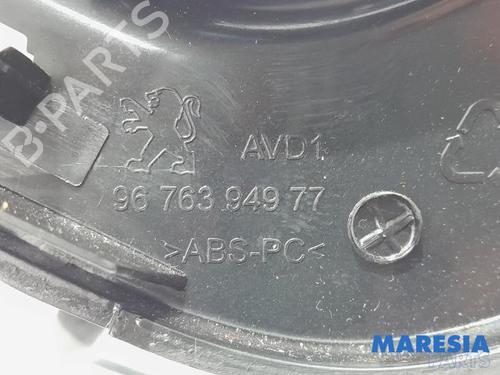 B-PARTS
AVD1
96 763 949 77
>ABS-PC<
MARESIA
PARTS